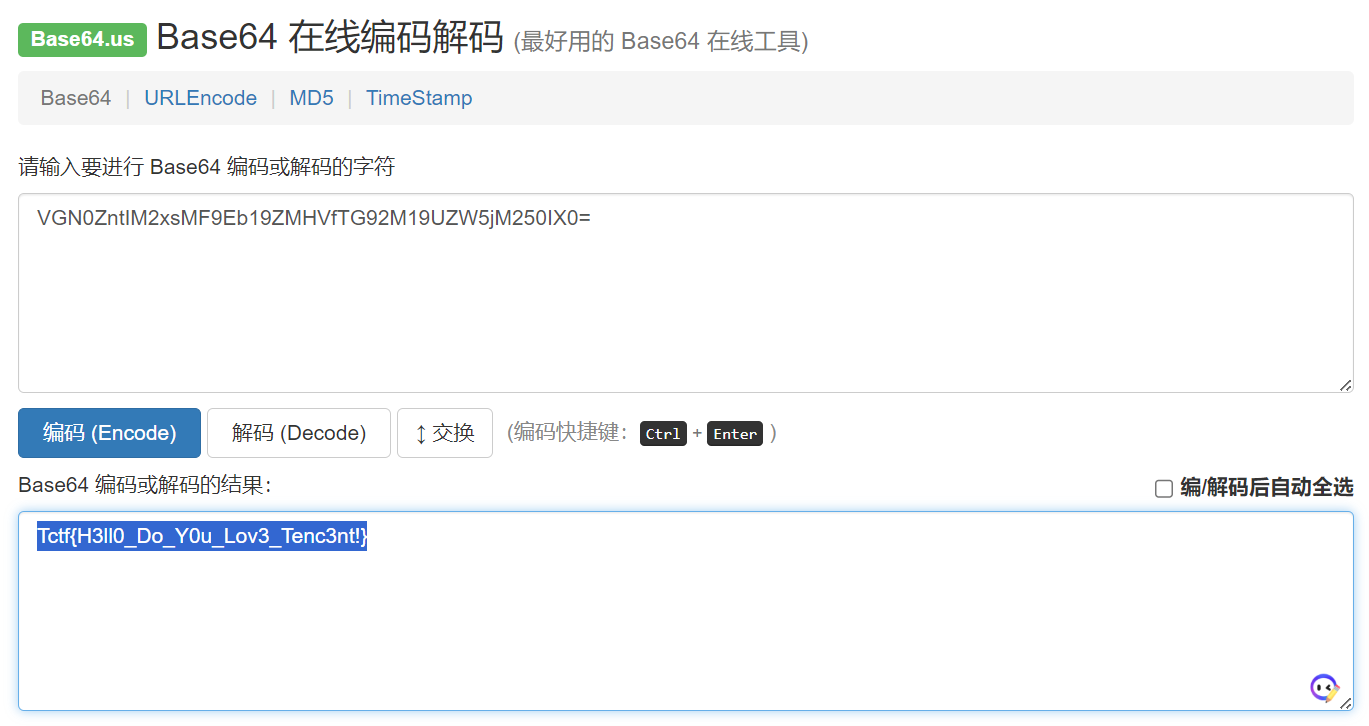 Base64.us Base64 在线编码解码 (最好用的 Base64 在线工具)
Base64 | URLEncode | MD5 | TimeStamp
请输入要进行 Base64 编码或解码的字符
VGN0ZntIM2xsMF9Eb19ZMHVfTG92M19UZW5jM250IX0=
编码 (Encode) 解码 (Decode) ↕ 交换 (编码快捷键： Ctrl + Enter )
Base64 编码或解码的结果： 编/解码后自动全选
Tctf{H3ll0_Do_Y0u_Lov3_Tenc3nt!}